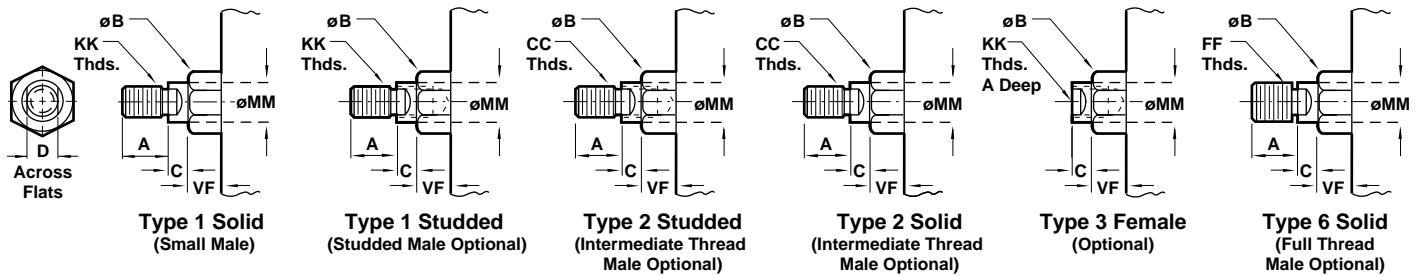 øB
KK
Thds.
øMM
A
C
VF
D
Across
Flats
Type 1 Solid
(Small Male)
øB
KK
Thds.
øMM
A
C
VF
Type 1 Studded
(Studded Male Optional)
øB
CC
Thds.
øMM
A
C
VF
Type 2 Studded
(Intermediate Thread
Male Optional)
øB
CC
Thds.
øMM
A
C
VF
Type 2 Solid
(Intermediate Thread
Male Optional)
øB
KK
Thds.
A Deep
øMM
C
VF
Type 3 Female
(Optional)
øB
FF
Thds.
øMM
A
C
VF
Type 6 Solid
(Full Thread
Male Optional)